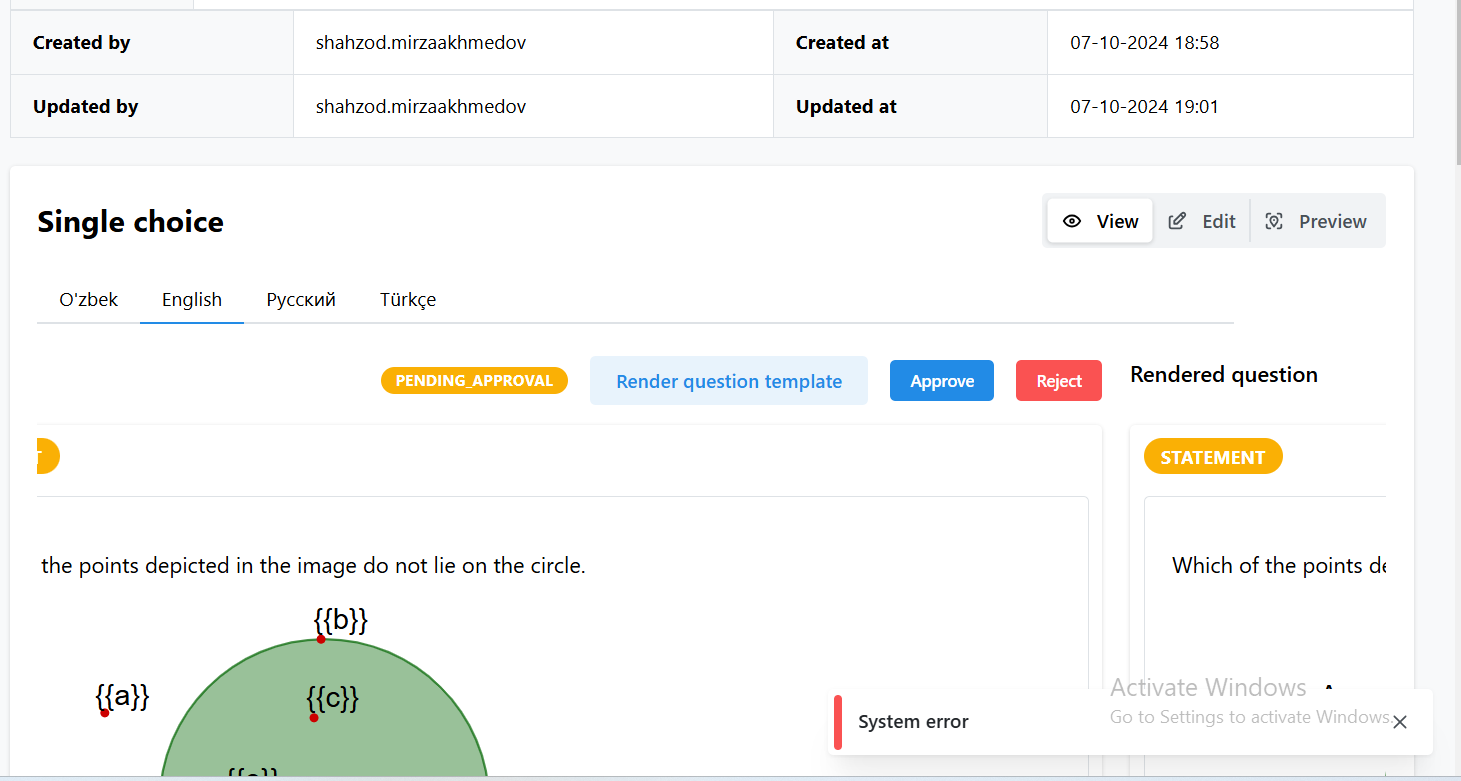 Created by shahzod.mirzaakhmedov Created at 07-10-2024 18:58
Updated by shahzod.mirzaakhmedov Updated at 07-10-2024 19:01
Single choice View Edit Preview
O'zbek English Русский Türkçe
PENDING_APPROVAL Render question template Approve Reject Rendered question
T STATEMENT
the points depicted in the image do not lie on the circle. Which of the points de
{{b}}
{{a}} {{c}}
Activate Windows
System error Go to Settings to activate Windows.